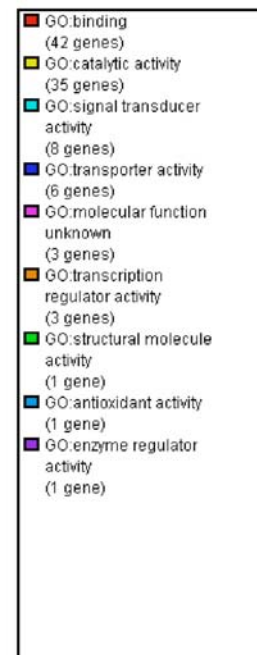 GO:binding
(42 genes)
GO:catalytic activity
(35 genes)
GO:signal transducer
activity
(8 genes)
GO:transporter activity
(6 genes)
GO:molecular function
unknown
(3 genes)
GO:transcription
regulator activity
(3 genes)
GO:structural molecule
activity
(1 gene)
GO:antioxidant activity
(1 gene)
GO:enzyme regulator
activity
(1 gene)